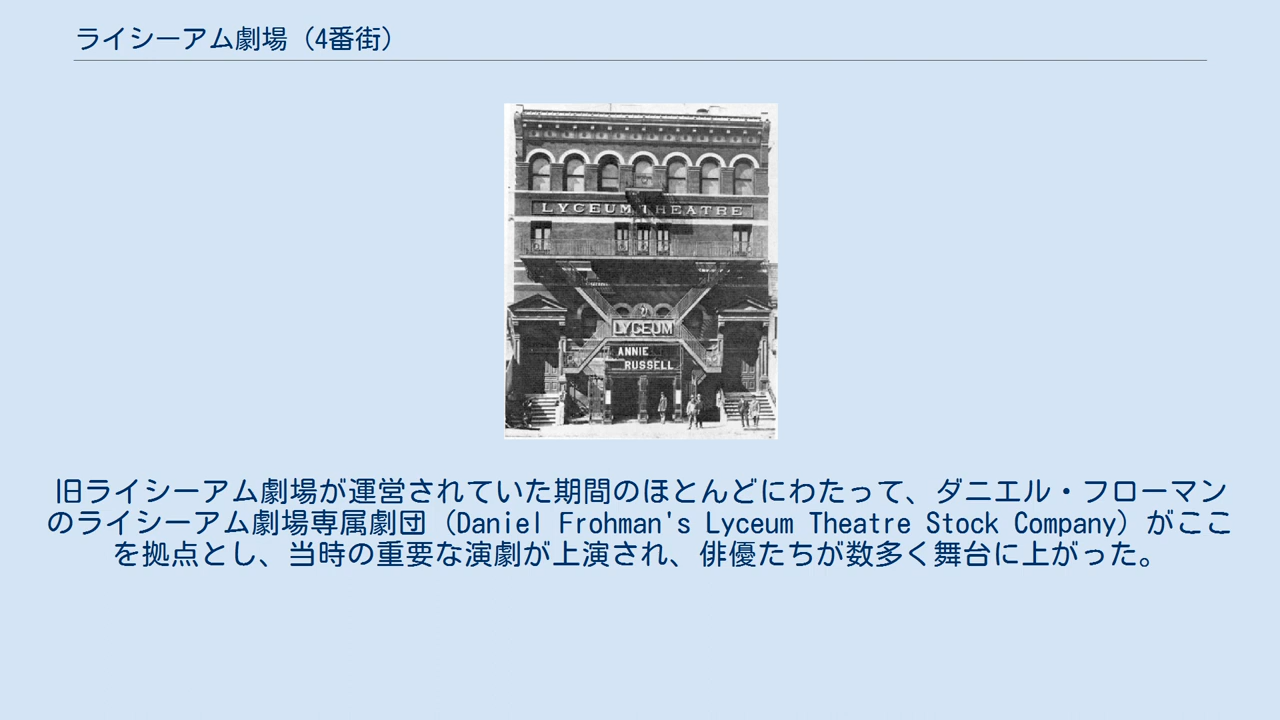 ライシーアム劇場（4番街）
LYCEUM THEATRE
LYCEUM
ANNIE
RUSSELL
旧ライシーアム劇場が運営されていた期間のほとんどにわたって、ダニエル・フローマン
のライシーアム劇場専属劇団（Daniel Frohman's Lyceum Theatre Stock Company）がここ
を拠点とし、当時の重要な演劇が上演され、俳優たちが数多く舞台に上がった。